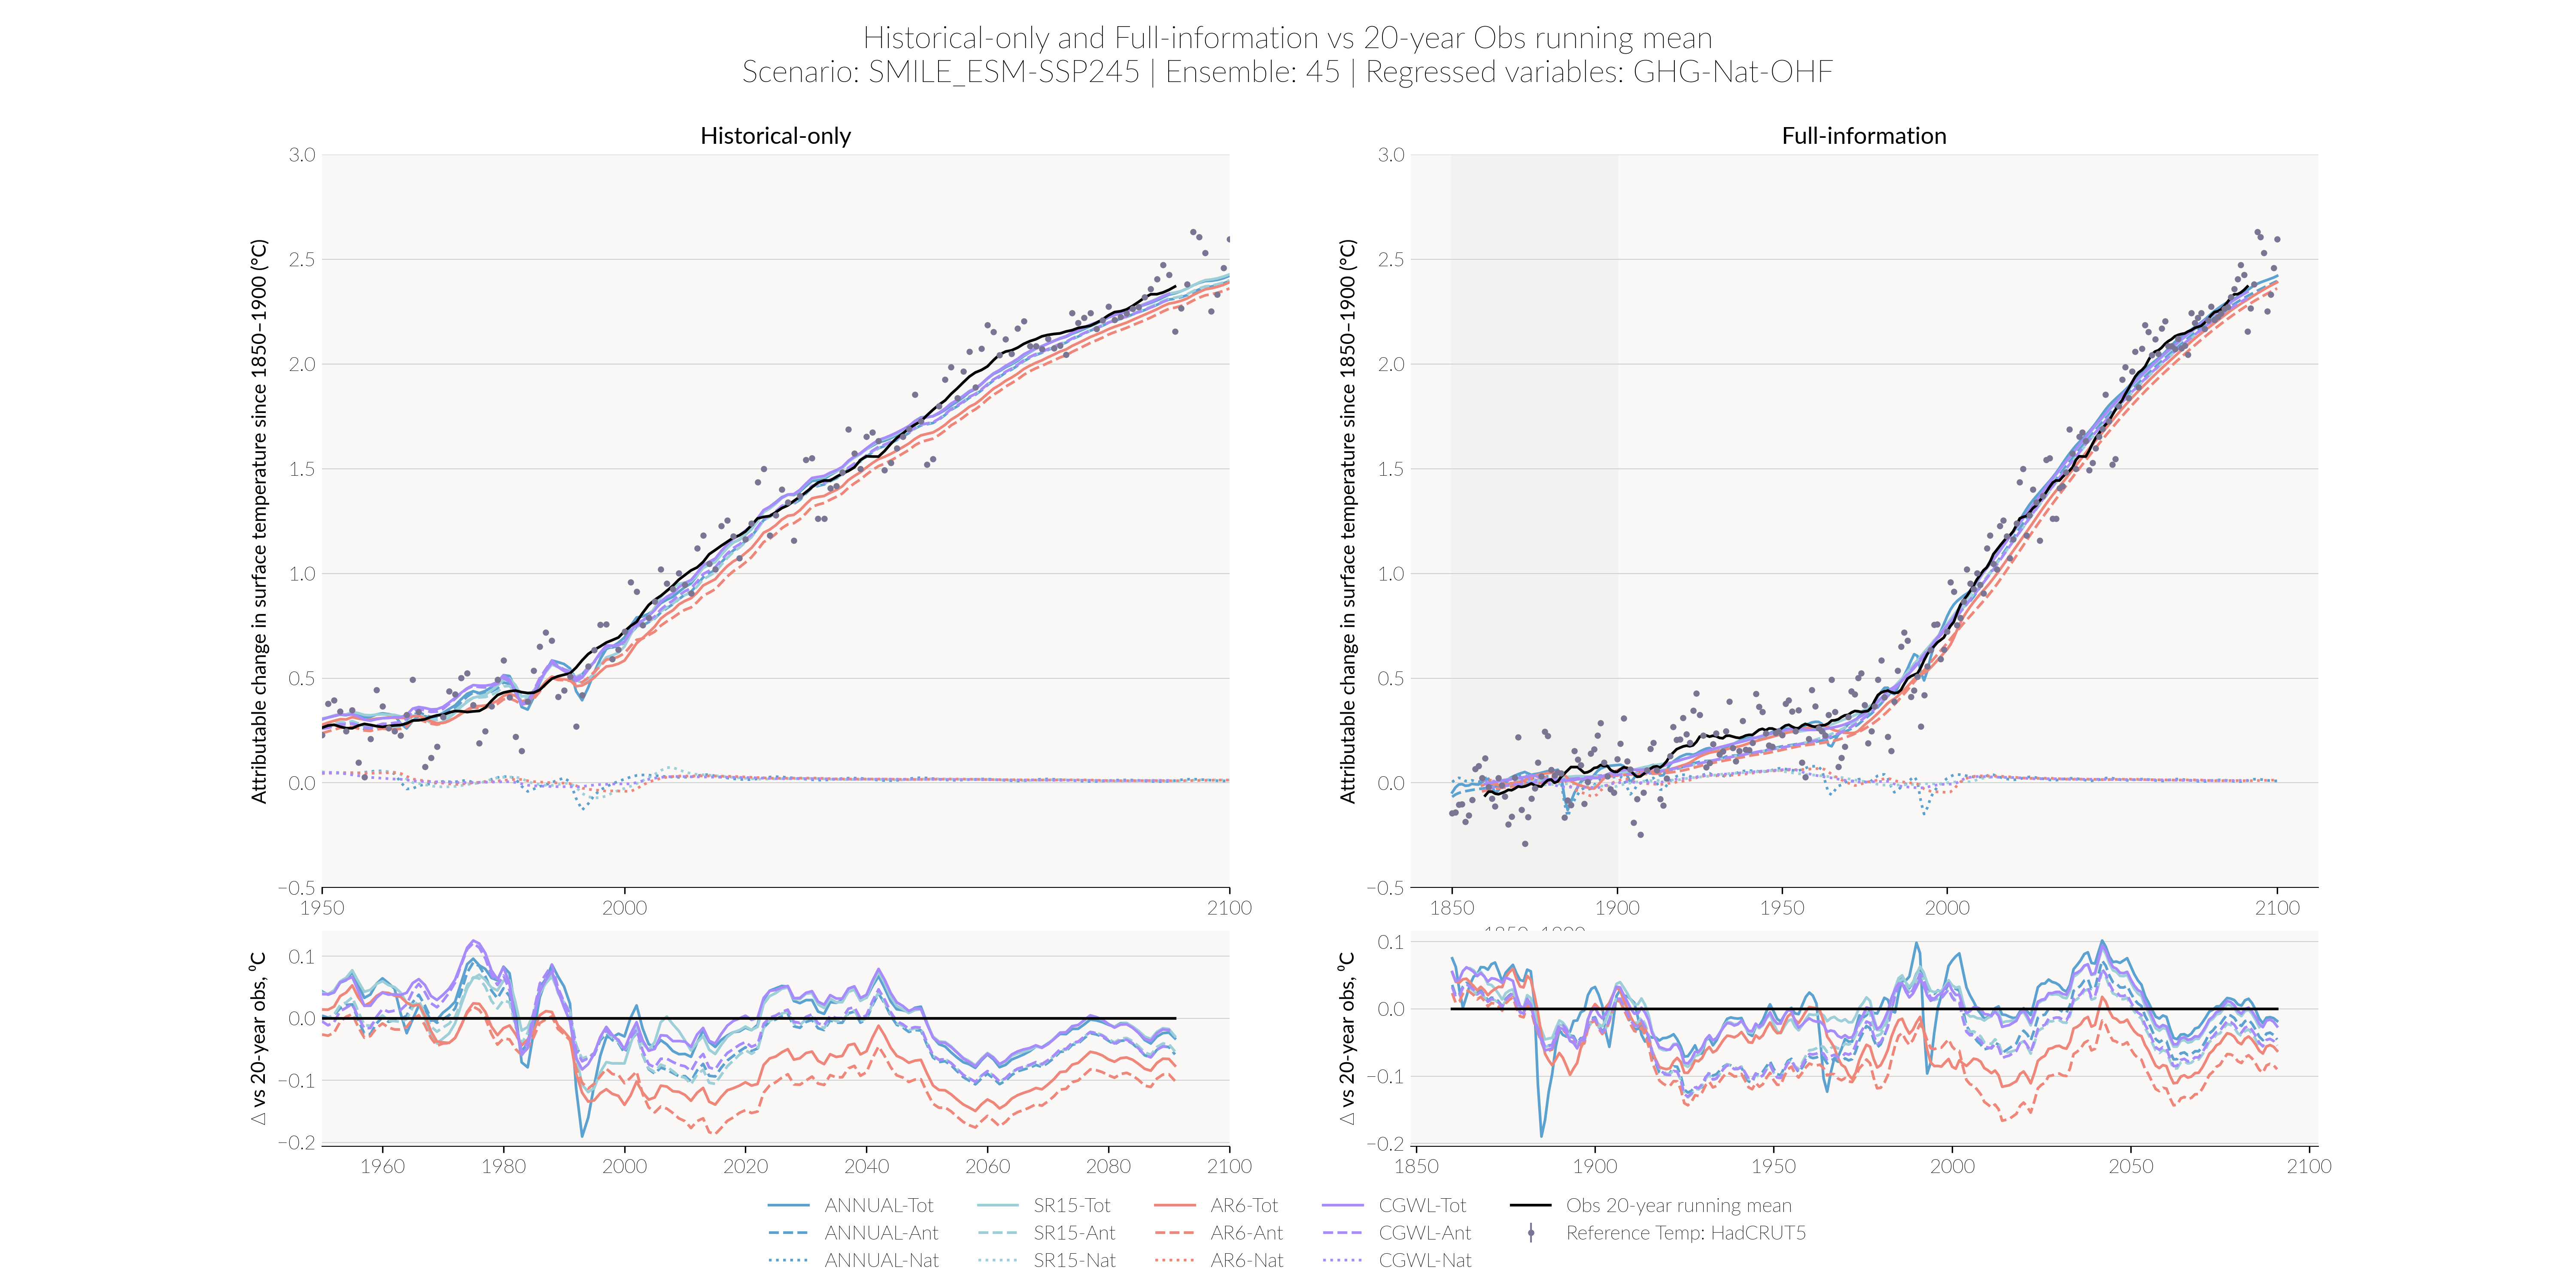 Historical-only and Full-information vs 20-year Obs running mean
Scenario: SMILE_ESM-SSP245 | Ensemble: 45 | Regressed variables: GHG-Nat-OHF
Historical-only
Attributable change in surface temperature since 1850–1900 (°C)
3.0
2.5
2.0
1.5
1.0
0.5
0.0
−0.5
1950 2000 2100
Full-information
Attributable change in surface temperature since 1850–1900 (°C)
3.0
2.5
2.0
1.5
1.0
0.5
0.0
−0.5
1850 1900 1950 2000 2100
Δ vs 20-year obs, °C
0.1
0.0
−0.1
−0.2
1960 1980 2000 2020 2040 2060 2080 2100
Δ vs 20-year obs, °C
0.1
0.0
−0.1
−0.2
1850 1900 1950 2000 2050 2100
ANNUAL-Tot SR15-Tot AR6-Tot CGWL-Tot Obs 20-year running mean
ANNUAL-Ant SR15-Ant AR6-Ant CGWL-Ant Reference Temp: HadCRUT5
ANNUAL-Nat SR15-Nat AR6-Nat CGWL-Nat